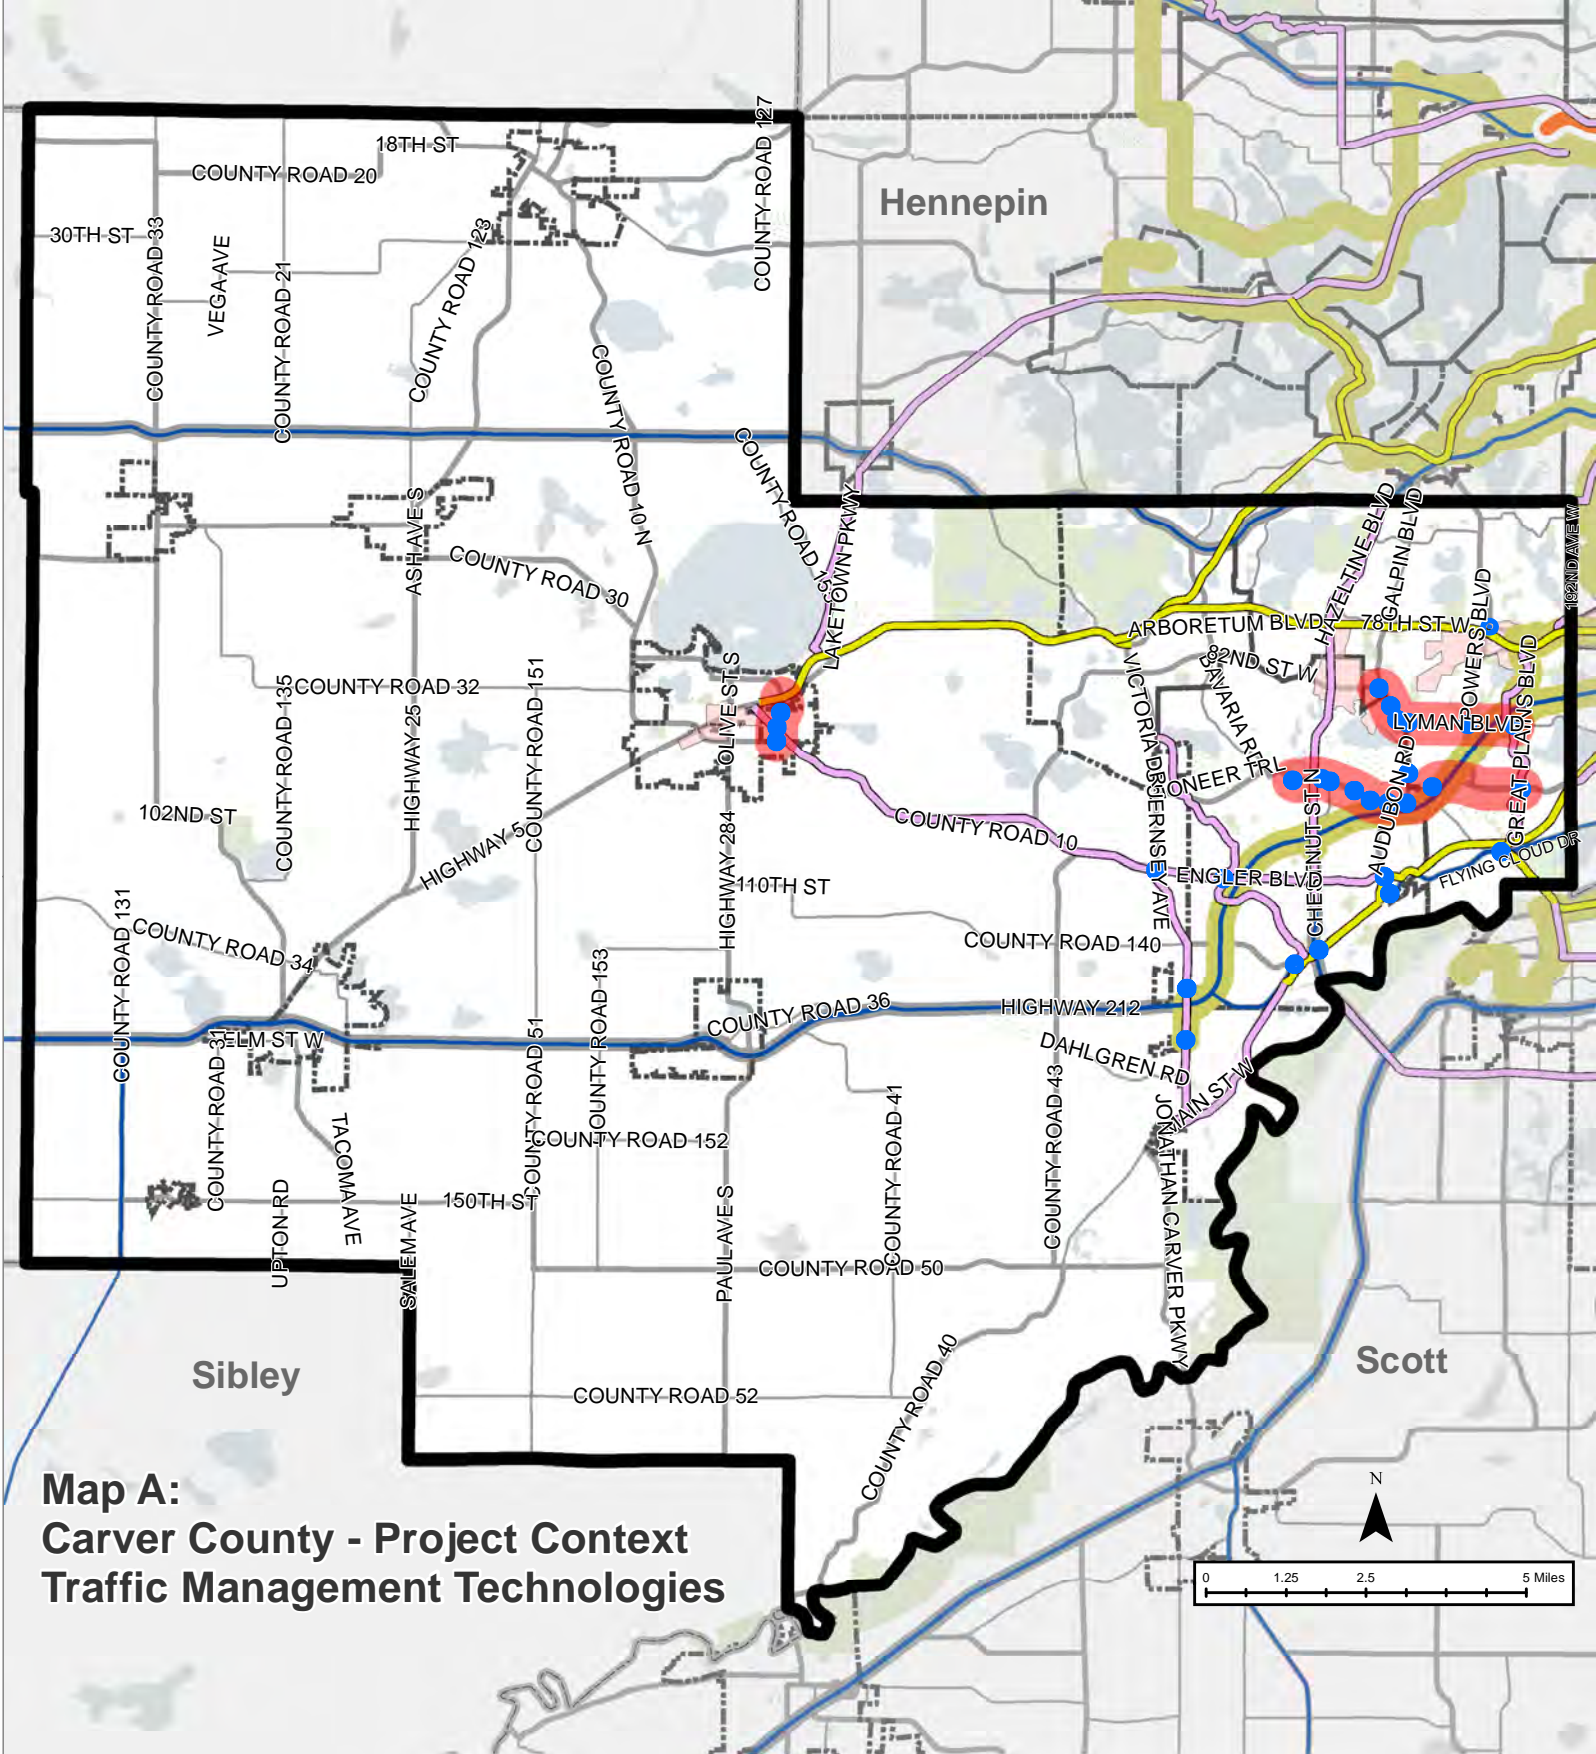 COUNTY ROAD 127
18TH ST
COUNTY ROAD 20
Hennepin
30TH ST
COUNTY ROAD 33
VEGA AVE
COUNTY ROAD 21
COUNTY ROAD 123
COUNTY ROAD 10 N
COUNTY ROAD 15
LAKETOWN PKWY
HAZELTINE BLVD
GALPIN BLVD
192ND AVE W
ASH AVE S
COUNTY ROAD 30
ARBORETUM BLVD
78TH ST W
POWERS BLVD
82ND ST W
BAVARIA RD
VICTORIA DR
GREAT PLAINS BLVD
OLIVE ST S
COUNTY ROAD 32
COUNTY ROAD 151
COUNTY ROAD 135
HIGHWAY 25
LYMAN BLVD
PIONEER TRL
AUDUBON RD
102ND ST
COUNTY ROAD 10
HIGHWAY 5
HIGHWAY 284
GUERNSEY AVE
ENGLER BLVD
CHESTNUT ST N
FLYING CLOUD DR
110TH ST
COUNTY ROAD 131
COUNTY ROAD 34
COUNTY ROAD 140
COUNTY ROAD 153
COUNTY ROAD 36
HIGHWAY 212
ELM ST W
COUNTY ROAD 31
COUNTY ROAD 51
DAHLGREN RD
MAIN ST W
COUNTY ROAD 43
COUNTY ROAD 41
JONATHAN CARVER PKWY
TACOMA AVE
COUNTY ROAD 152
UPTON RD
SALEM AVE
150TH ST
PAUL AVE S
COUNTY ROAD 50
COUNTY ROAD 40
Sibley
Scott
COUNTY ROAD 52
Map A:
Carver County - Project Context
Traffic Management Technologies
N
0 1.25 2.5 5 Miles